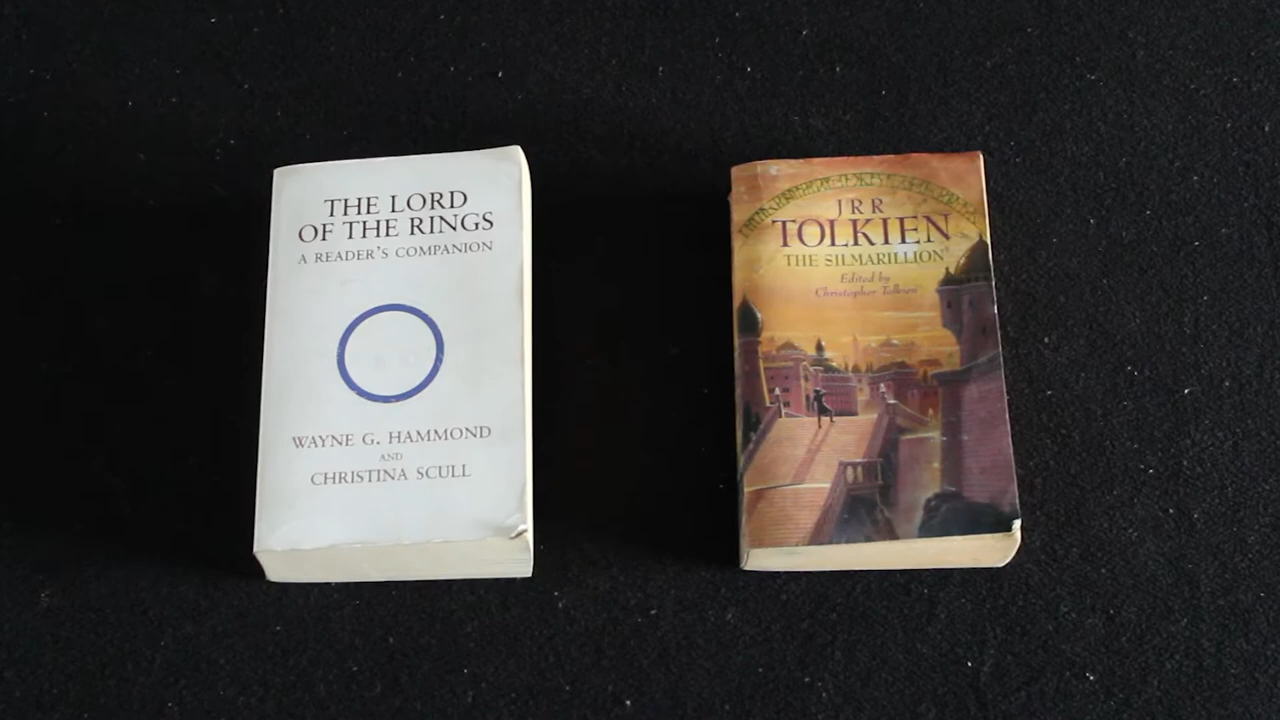 THE LORD
OF THE RINGS
A READER'S COMPANION
WAYNE G. HAMMOND
AND
CHRISTINA SCULL
JRR
TOLKIEN
THE SILMARILLION
Edited by
Christopher Tolkien